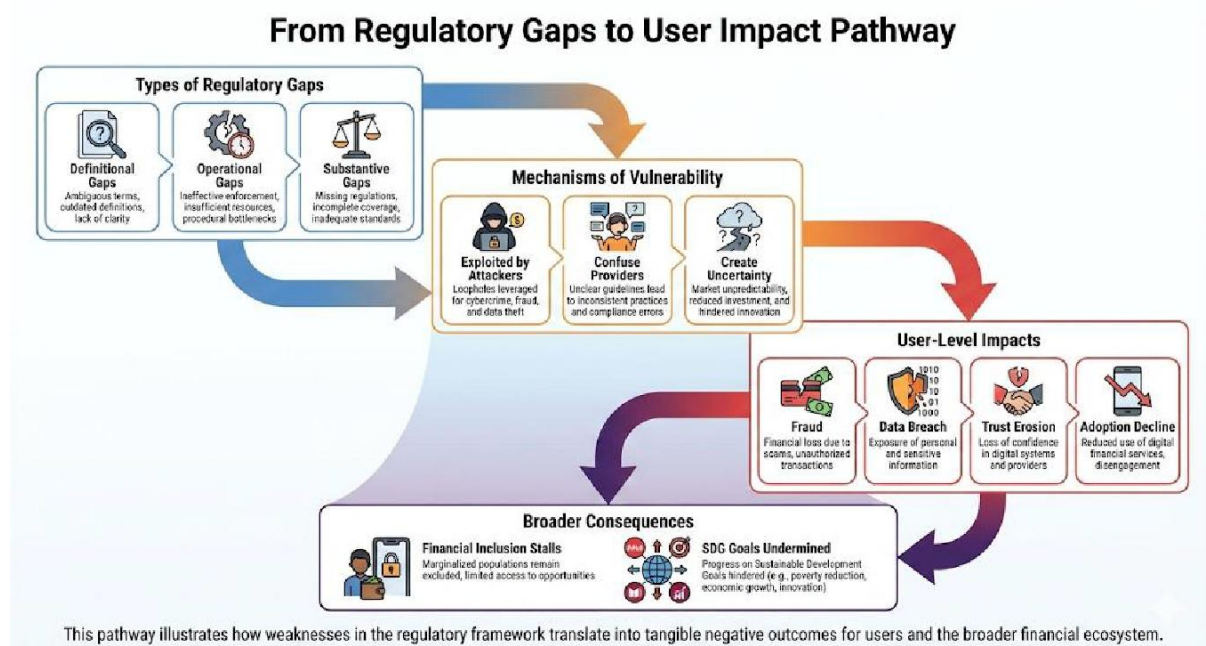 From Regulatory Gaps to User Impact Pathway
Types of Regulatory Gaps
Definitional
Gaps
Ambiguous terms,
outdated definitions,
lack of clarity
Operational
Gaps
Ineffective enforcement,
insufficient resources,
procedural bottlenecks
Substantive
Gaps
Missing regulations,
incomplete coverage,
inadequate standards
Mechanisms of Vulnerability
Exploited by
Attackers
Loopholes leveraged
for cybercrime, fraud,
and data theft
Confuse
Providers
Unclear guidelines lead
to inconsistent practices
and compliance errors
Create
Uncertainty
Market unpredictability,
reduced investment, and
hindered innovation
User-Level Impacts
Fraud
Financial loss due to
scams, unauthorized
transactions
1010
10
10
01
1000
Data Breach
Exposure of personal
and sensitive
information
Trust Erosion
Loss of confidence
in digital systems
and providers
Adoption Decline
Reduced use of digital
financial services,
disengagement
Broader Consequences
Financial Inclusion Stalls
Marginalized populations remain
excluded, limited access to opportunities
SDG Goals Undermined
Progress on Sustainable Development
Goals hindered (e.g., poverty reduction,
economic growth, innovation)
This pathway illustrates how weaknesses in the regulatory framework translate into tangible negative outcomes for users and the broader financial ecosystem.